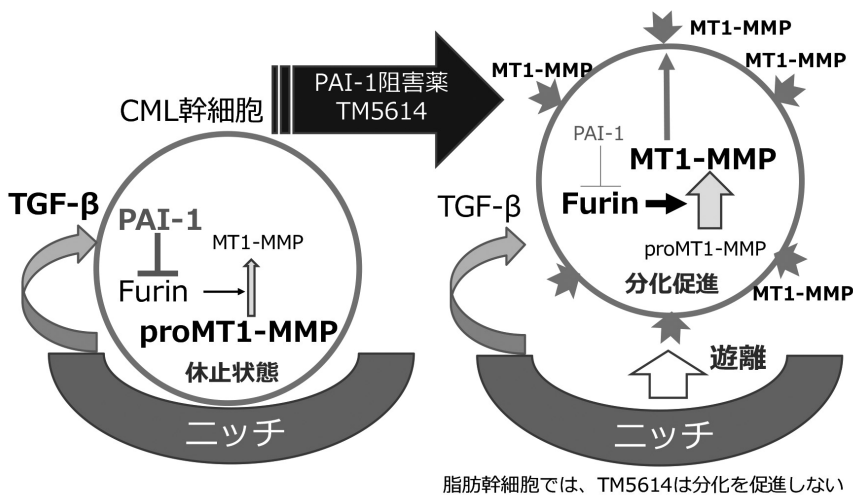 CML幹細胞
PAI-1阻害薬
TM5614
TGF-β
PAI-1
Furin
MT1-MMP
proMT1-MMP
休止状態
ニッチ
MT1-MMP
MT1-MMP
MT1-MMP
PAI-1
MT1-MMP
Furin
proMT1-MMP
TGF-β
分化促進
MT1-MMP
遊離
ニッチ
脂肪幹細胞では、TM5614は分化を促進しない